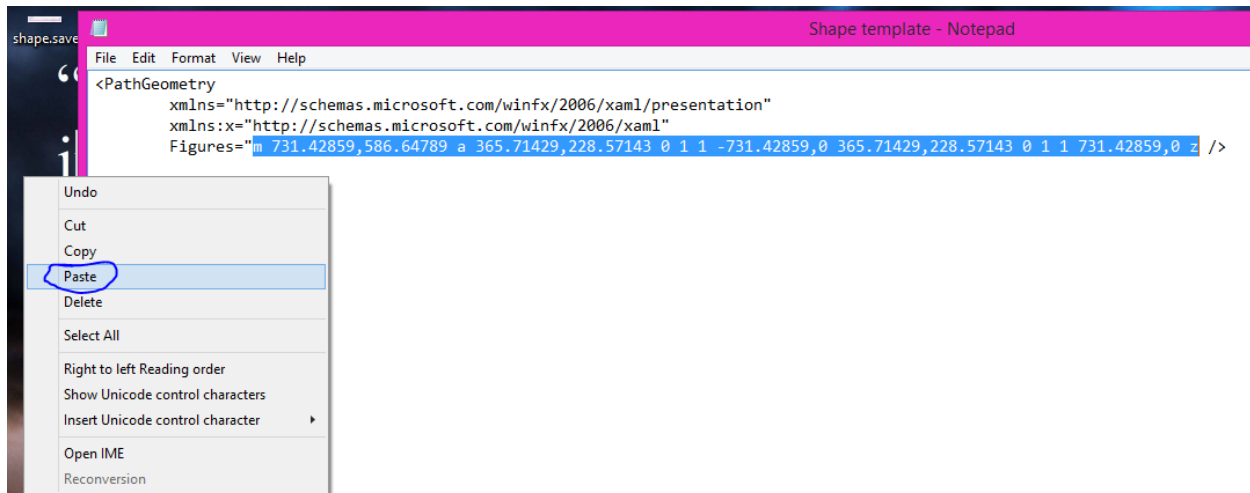 shape.save
Shape template - Notepad
File Edit Format View Help
<PathGeometry
xmlns="http://schemas.microsoft.com/winfx/2006/xaml/presentation"
xmlns:x="http://schemas.microsoft.com/winfx/2006/xaml"
Figures="m 731.42859,586.64789 a 365.71429,228.57143 0 1 1 -731.42859,0 365.71429,228.57143 0 1 1 731.42859,0 z />
Undo
Cut
Copy
Paste
Delete
Select All
Right to left Reading order
Show Unicode control characters
Insert Unicode control character
Open IME
Reconversion